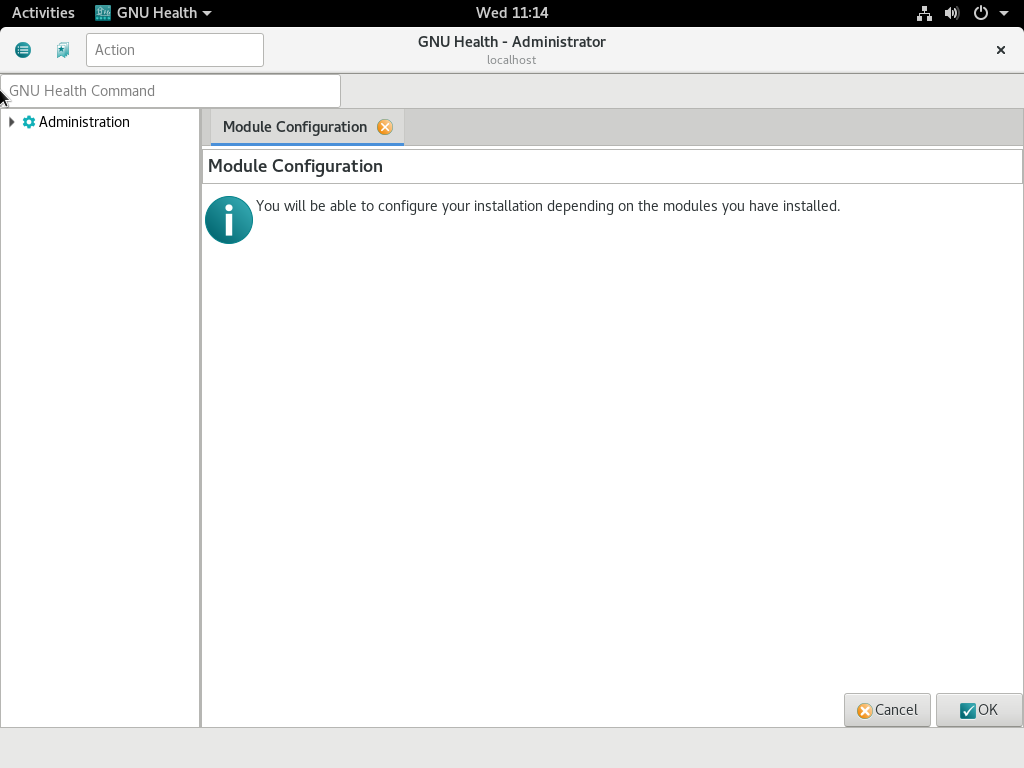 Activities GNU Health Wed 11:14
Action GNU Health - Administrator
localhost
GNU Health Command
Administration
Module Configuration
Module Configuration
You will be able to configure your installation depending on the modules you have installed.
Cancel OK